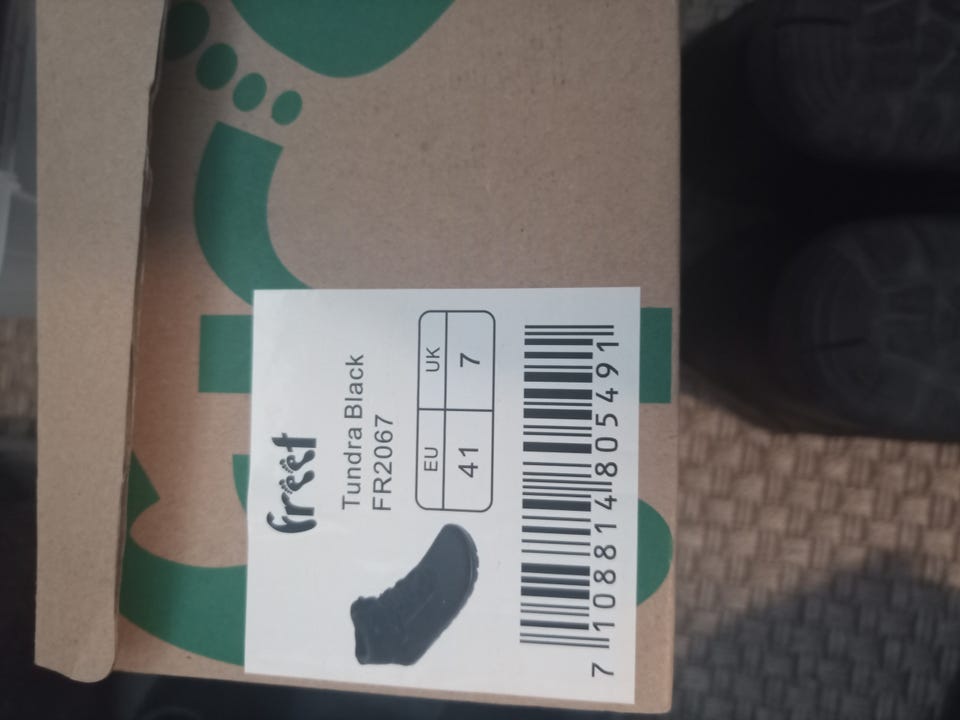 freet
Tundra Black
FR2067
EU UK
41 7
7 108814 805491